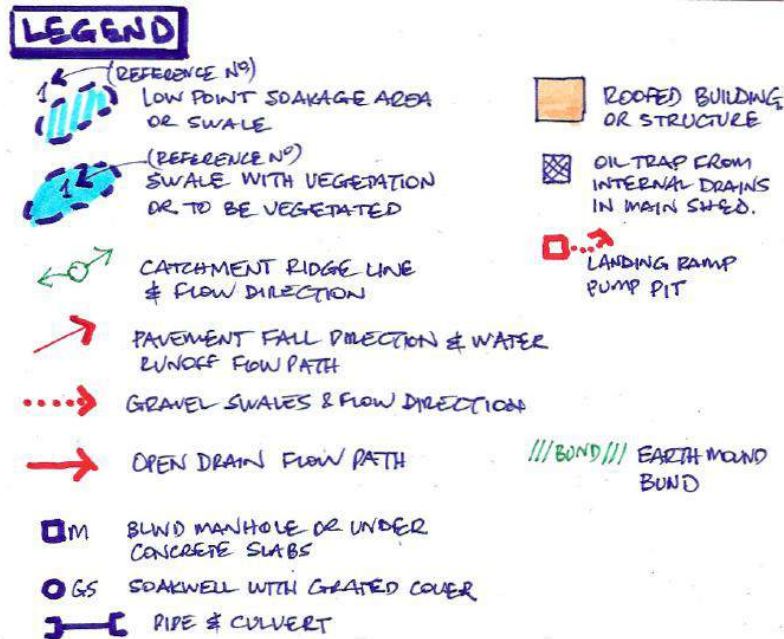 LEGEND
1 (REFERENCE Nº)
LOW POINT SOAKAGE AREA
OR SWALE
(REFERENCE Nº)
1 SWALE WITH VEGETATION
OR TO BE VEGETATED
CATCHMENT RIDGE LINE
& FLOW DIRECTION
PAVEMENT FALL DIRECTION & WATER
RUNOFF FLOW PATH
GRAVEL SWALES & FLOW DIRECTION
OPEN DRAIN FLOW PATH
M BLIND MANHOLE OR UNDER
CONCRETE SLABS
GS SOAKWELL WITH GRATED COVER
PIPE & CULVERT
ROOFED BUILDING
OR STRUCTURE
OIL TRAP FROM
INTERNAL DRAINS
IN MAIN SHED.
LANDING RAMP
PUMP PIT
///BUND/// EARTH MOUND
BUND